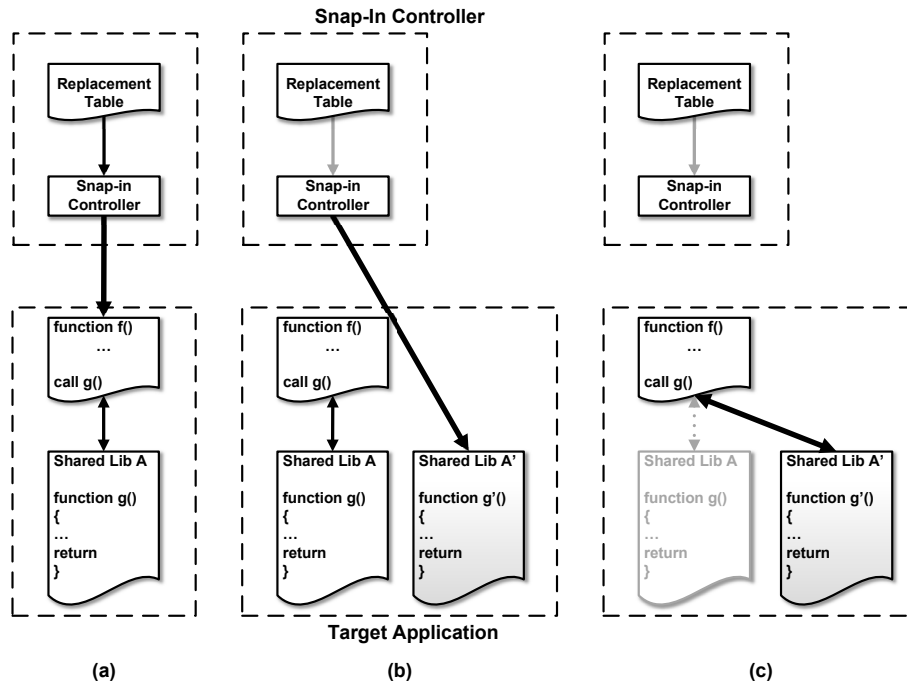 Snap-In Controller
Replacement
Table
Snap-in
Controller
function f()
…
call g()
Shared Lib A
function g()
{
…
return
}
(a)
Replacement
Table
Snap-in
Controller
function f()
…
call g()
Shared Lib A
function g()
{
…
return
}
Shared Lib A’
function g’()
{
…
return
}
Target Application
(b)
Replacement
Table
Snap-in
Controller
function f()
…
call g()
Shared Lib A
function g()
{
…
return
}
Shared Lib A’
function g’()
{
…
return
}
(c)